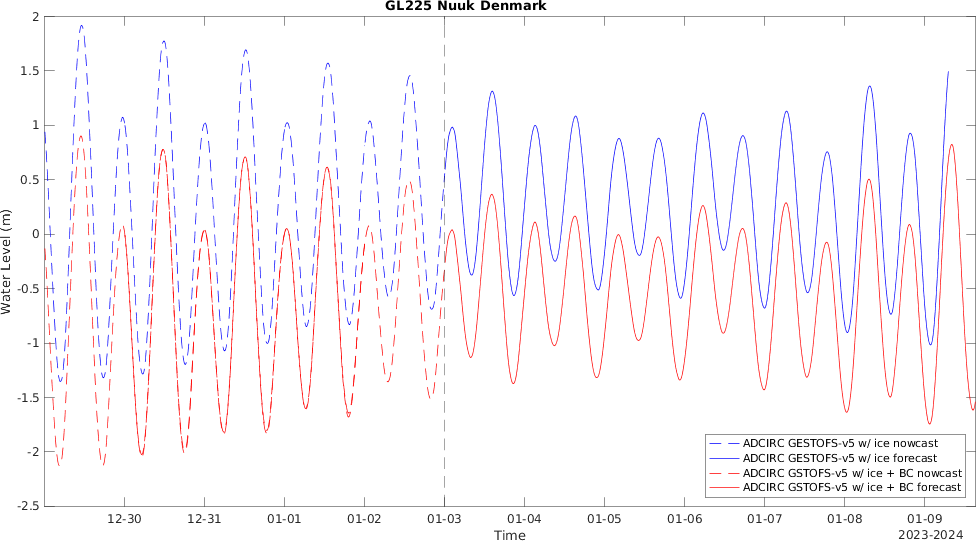 GL225 Nuuk Denmark
2
1.5
1
0.5
0
-0.5
-1
-1.5
-2
-2.5
Water Level (m)
ADCIRC GESTOFS-v5 w/ ice nowcast
ADCIRC GESTOFS-v5 w/ ice forecast
ADCIRC GSTOFS-v5 w/ ice + BC nowcast
ADCIRC GSTOFS-v5 w/ ice + BC forecast
12-30 12-31 01-01 01-02 01-03 01-04 01-05 01-06 01-07 01-08 01-09
Time
2023-2024